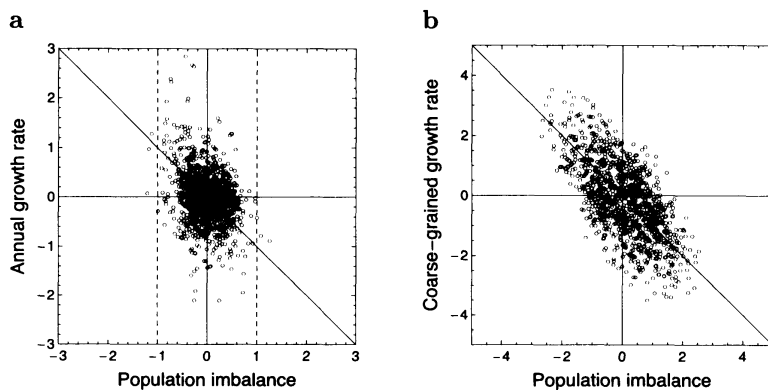 a
3
2
1
0
−1
−2
−3
Annual growth rate
−3 −2 −1 0 1 2 3
Population imbalance
b
4
2
0
−2
−4
Coarse−grained growth rate
−4 −2 0 2 4
Population imbalance